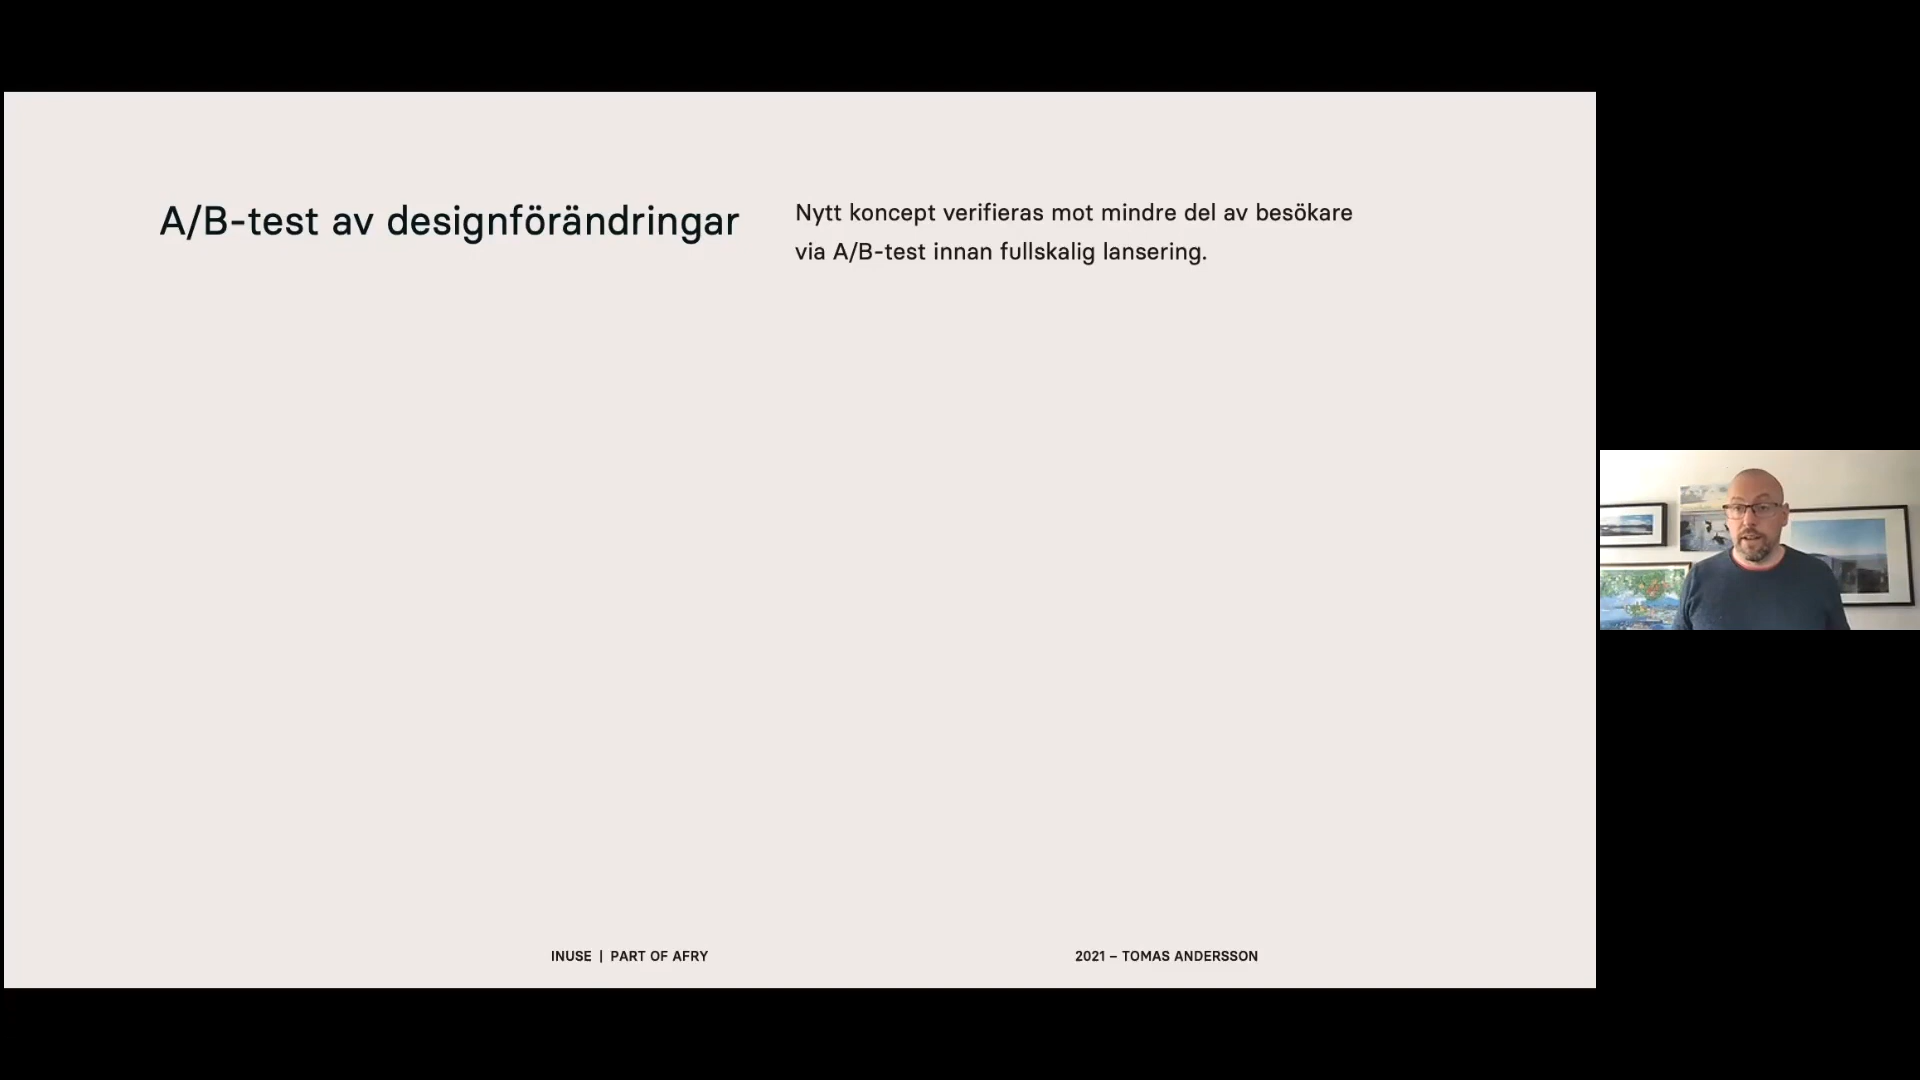 A/B-test av designförändringar
Nytt koncept verifieras mot mindre del av besökare
via A/B-test innan fullskalig lansering.
INUSE | PART OF AFRY
2021 – TOMAS ANDERSSON